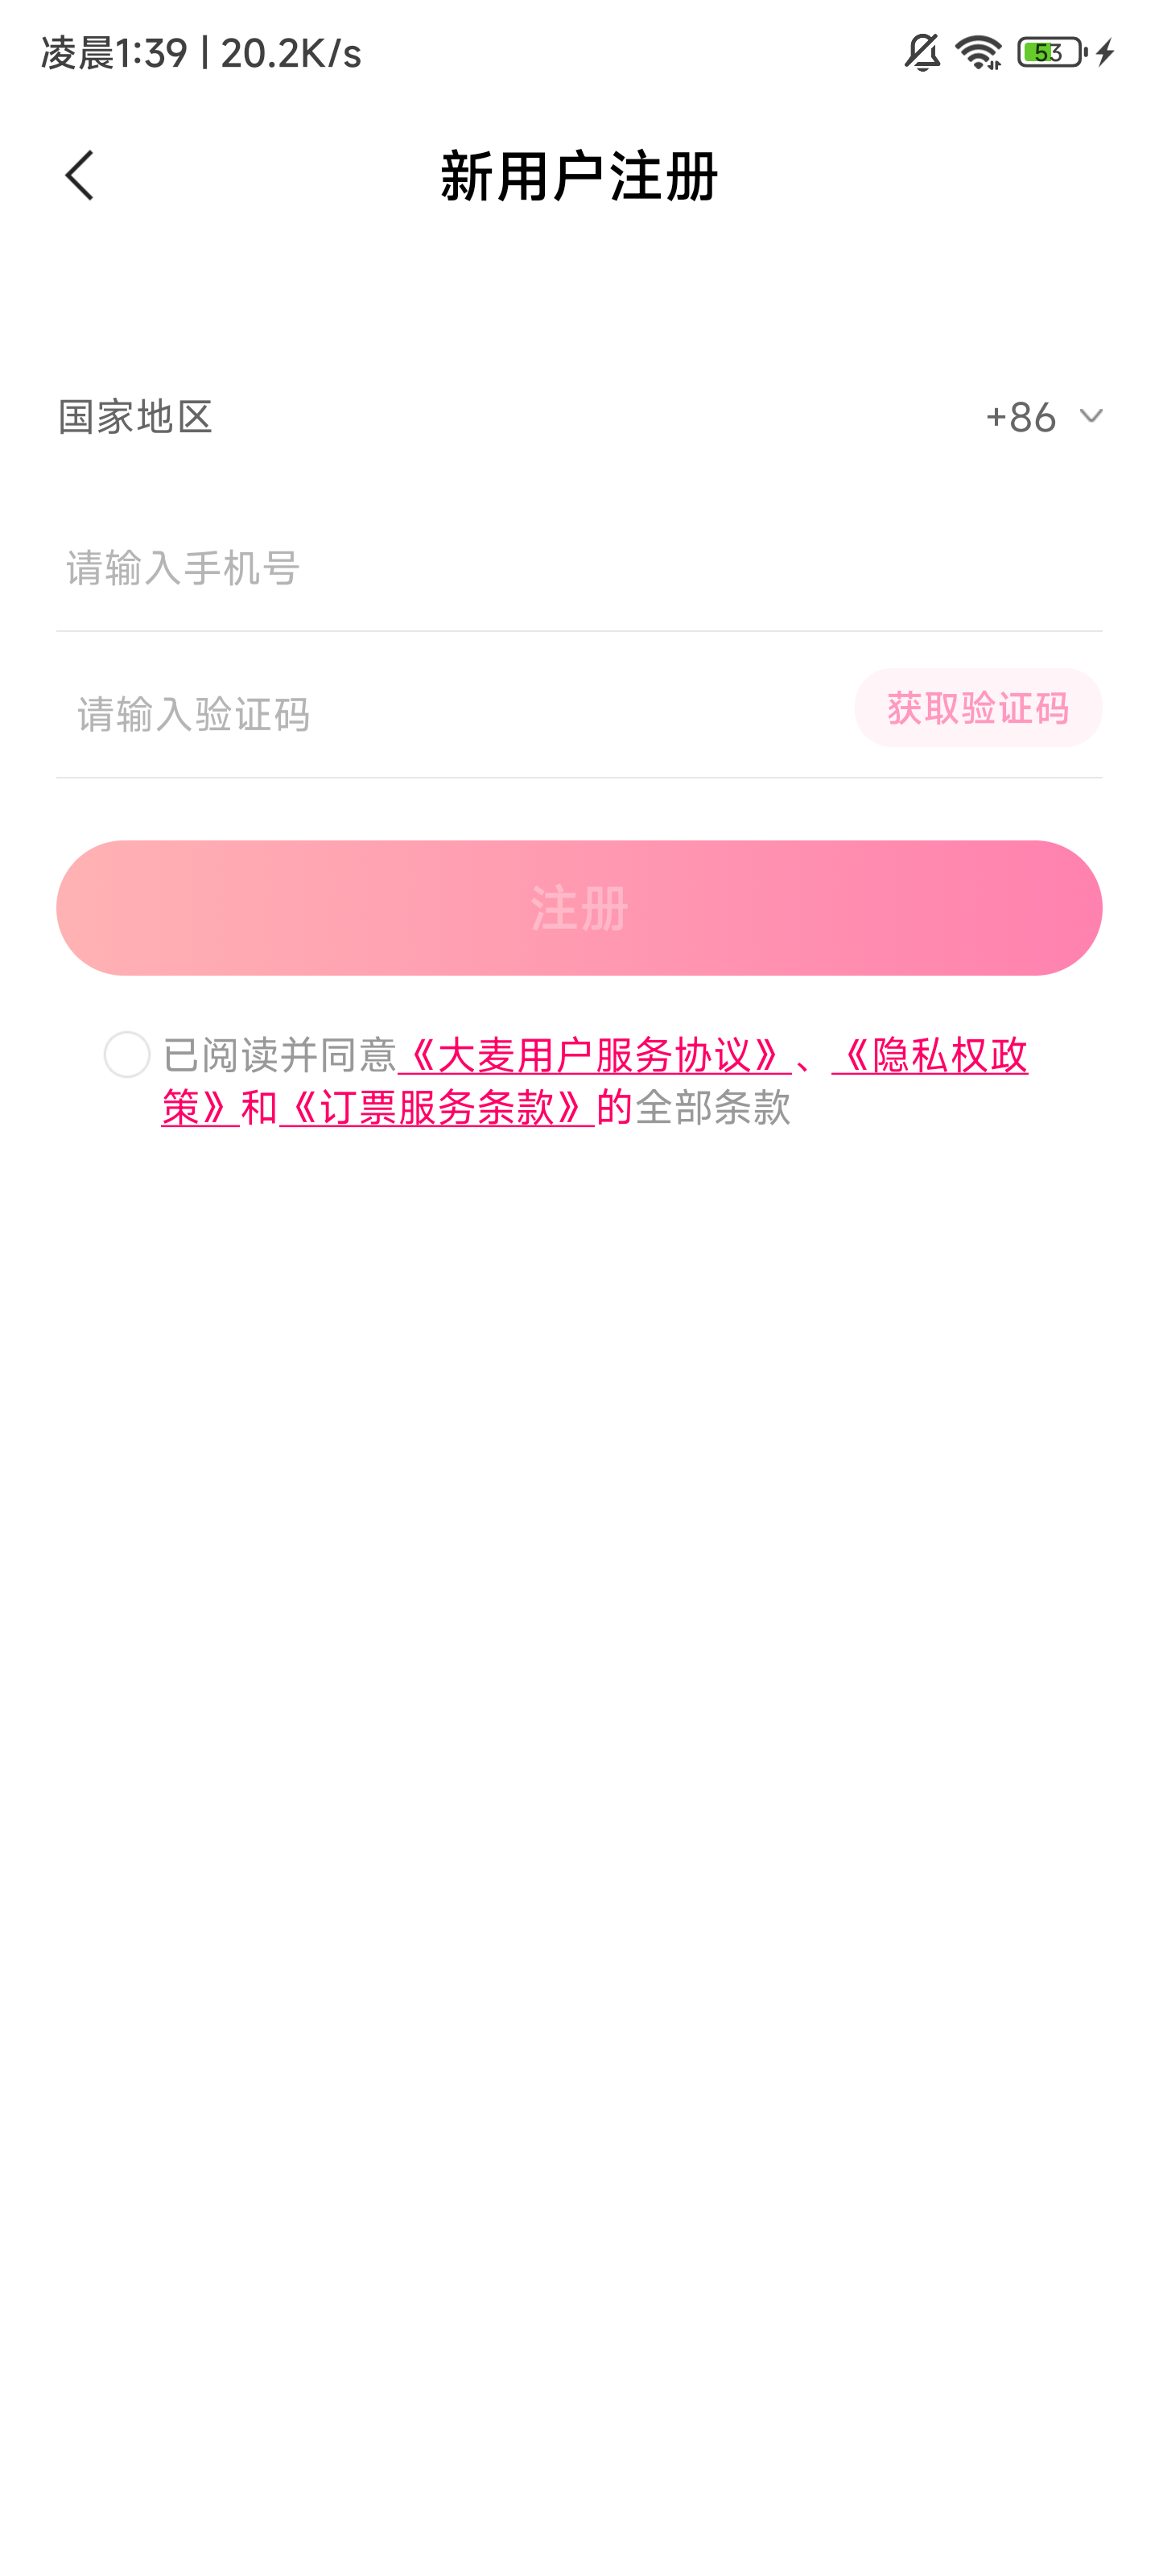 凌晨1:39 | 20.2K/s
53
新用户注册
国家地区
+86
请输入手机号
请输入验证码
获取验证码
注册
已阅读并同意《大麦用户服务协议》、《隐私权政
策》和《订票服务条款》的全部条款